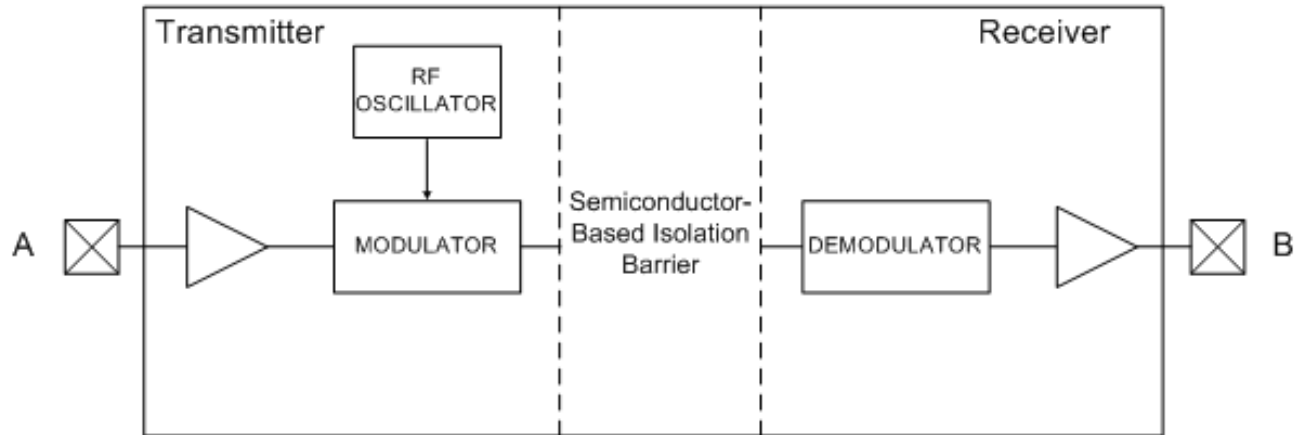 Transmitter
Receiver
RF
OSCILLATOR
A
MODULATOR
Semiconductor-
Based Isolation
Barrier
DEMODULATOR
B